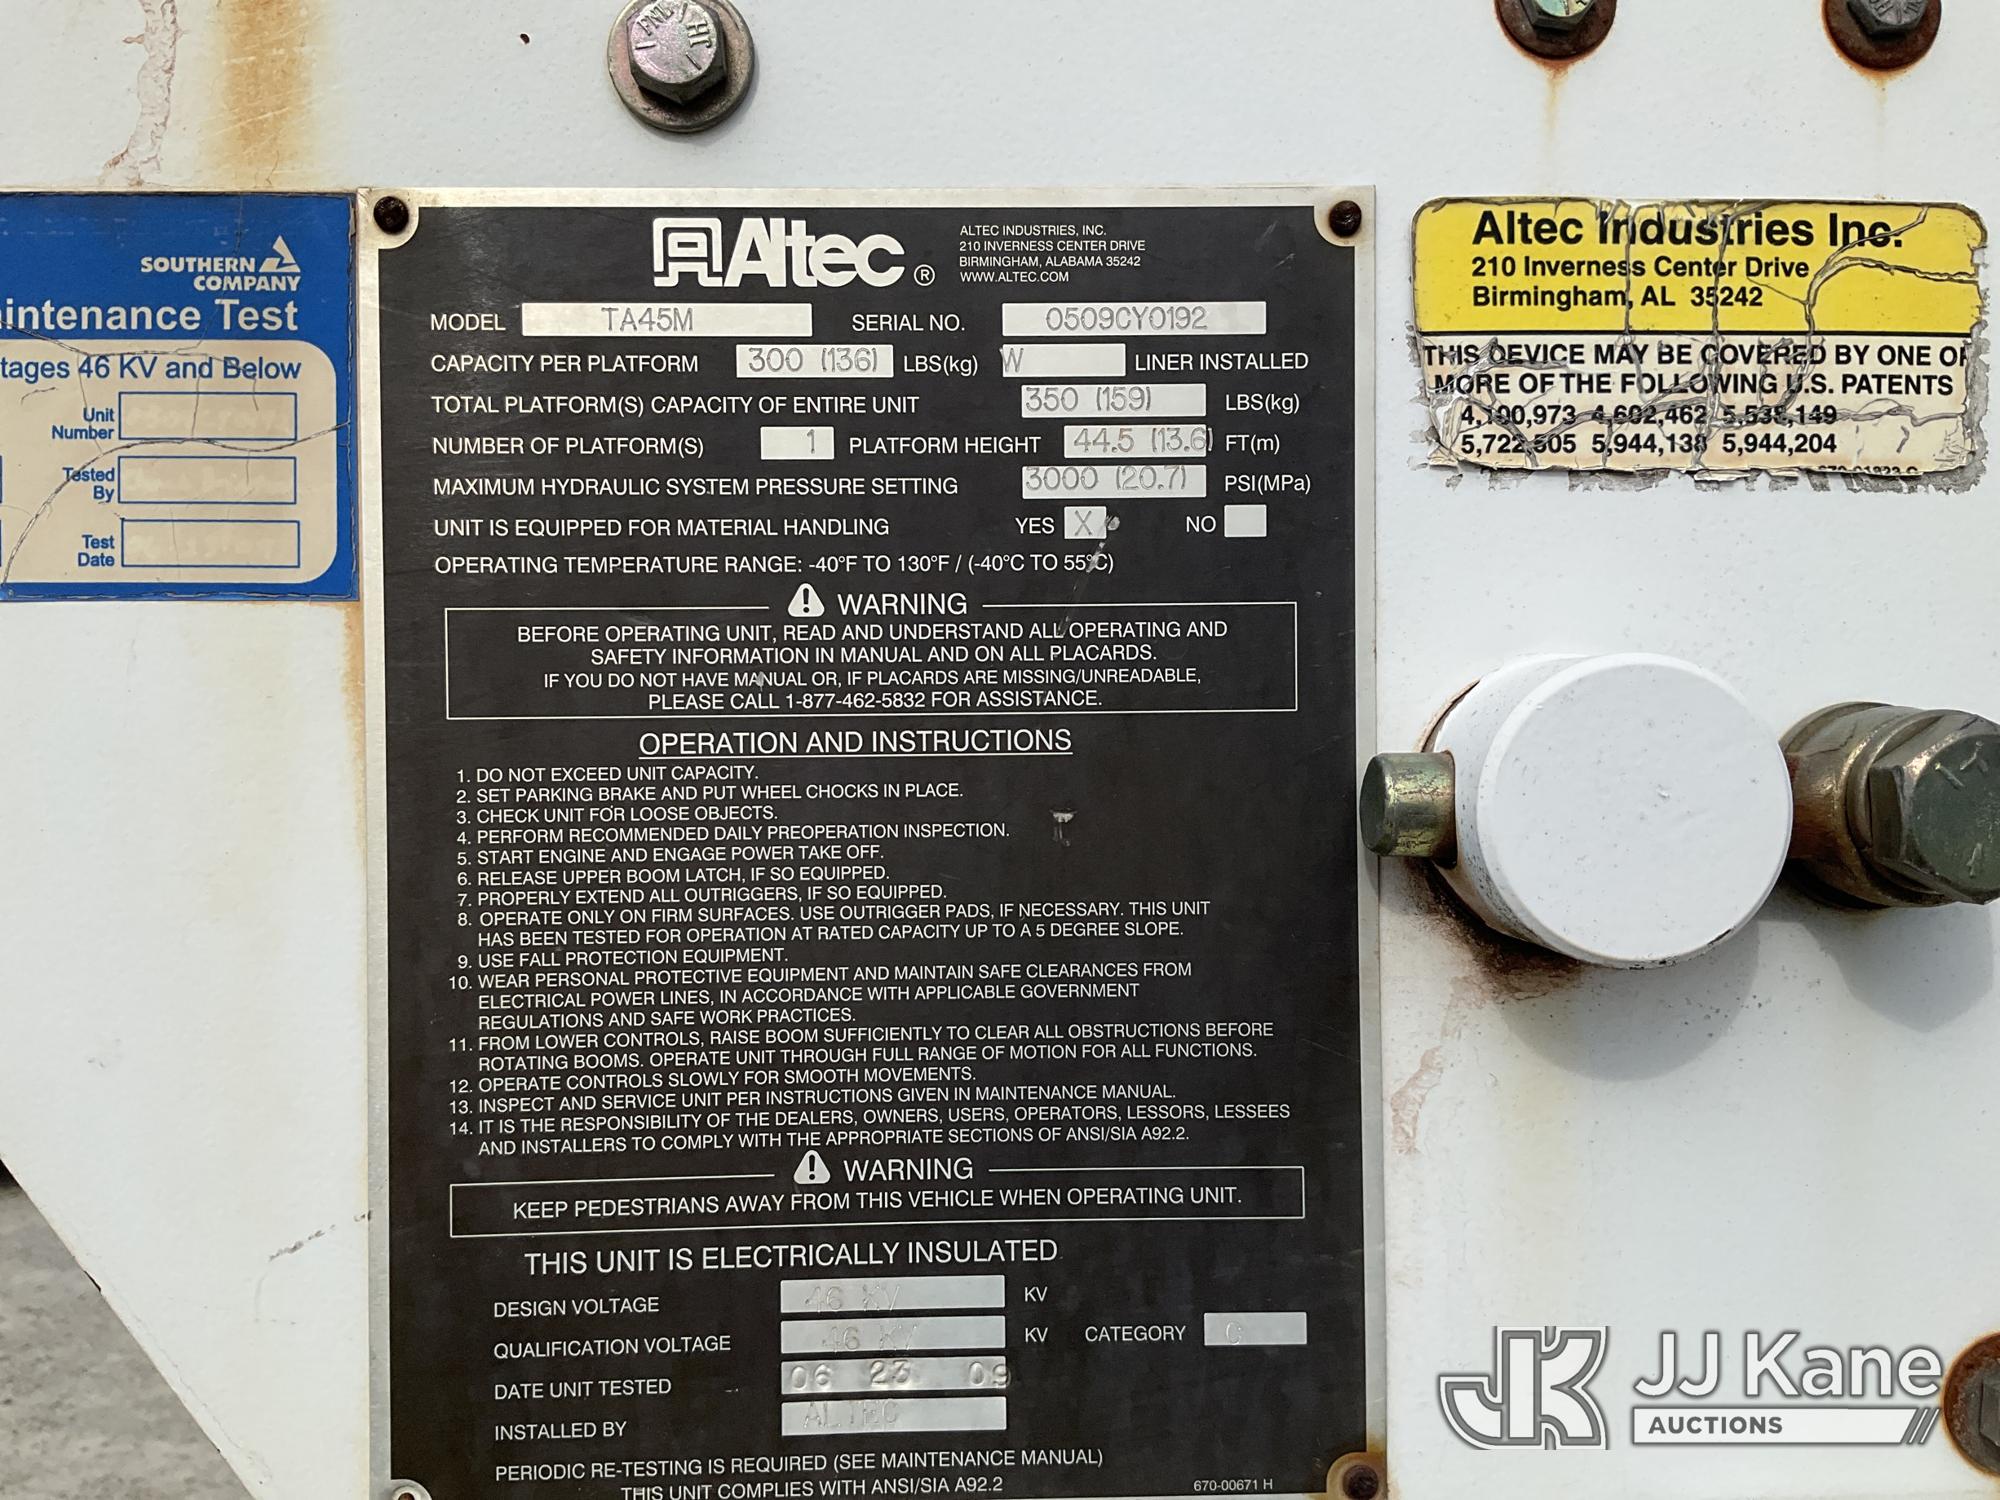 JH
FNL
SOUTHERN
COMPANY
intenance Test
tages 46 KV and Below
Unit
Number
Tested
By
Test
Date
Altec ®
ALTEC INDUSTRIES, INC.
210 INVERNESS CENTER DRIVE
BIRMINGHAM, ALABAMA 35242
WWW.ALTEC.COM
MODEL TA45M SERIAL NO. 0509CY0192
CAPACITY PER PLATFORM 300 (136) LBS(kg) W LINER INSTALLED
TOTAL PLATFORM(S) CAPACITY OF ENTIRE UNIT 350 (159) LBS(kg)
NUMBER OF PLATFORM(S) 1 PLATFORM HEIGHT 44.5 (13.6) FT(m)
MAXIMUM HYDRAULIC SYSTEM PRESSURE SETTING 3000 (20.7) PSI(MPa)
UNIT IS EQUIPPED FOR MATERIAL HANDLING YES X NO
OPERATING TEMPERATURE RANGE: -40°F TO 130°F / (-40°C TO 55°C)
WARNING
BEFORE OPERATING UNIT, READ AND UNDERSTAND ALL OPERATING AND
SAFETY INFORMATION IN MANUAL AND ON ALL PLACARDS.
IF YOU DO NOT HAVE MANUAL OR, IF PLACARDS ARE MISSING/UNREADABLE,
PLEASE CALL 1-877-462-5832 FOR ASSISTANCE.
OPERATION AND INSTRUCTIONS
1. DO NOT EXCEED UNIT CAPACITY.
2. SET PARKING BRAKE AND PUT WHEEL CHOCKS IN PLACE.
3. CHECK UNIT FOR LOOSE OBJECTS.
4. PERFORM RECOMMENDED DAILY PREOPERATION INSPECTION.
5. START ENGINE AND ENGAGE POWER TAKE OFF.
6. RELEASE UPPER BOOM LATCH, IF SO EQUIPPED.
7. PROPERLY EXTEND ALL OUTRIGGERS, IF SO EQUIPPED.
8. OPERATE ONLY ON FIRM SURFACES. USE OUTRIGGER PADS, IF NECESSARY. THIS UNIT
HAS BEEN TESTED FOR OPERATION AT RATED CAPACITY UP TO A 5 DEGREE SLOPE.
9. USE FALL PROTECTION EQUIPMENT.
10. WEAR PERSONAL PROTECTIVE EQUIPMENT AND MAINTAIN SAFE CLEARANCES FROM
ELECTRICAL POWER LINES, IN ACCORDANCE WITH APPLICABLE GOVERNMENT
REGULATIONS AND SAFE WORK PRACTICES.
11. FROM LOWER CONTROLS, RAISE BOOM SUFFICIENTLY TO CLEAR ALL OBSTRUCTIONS BEFORE
ROTATING BOOMS. OPERATE UNIT THROUGH FULL RANGE OF MOTION FOR ALL FUNCTIONS.
12. OPERATE CONTROLS SLOWLY FOR SMOOTH MOVEMENTS.
13. INSPECT AND SERVICE UNIT PER INSTRUCTIONS GIVEN IN MAINTENANCE MANUAL.
14. IT IS THE RESPONSIBILITY OF THE DEALERS, OWNERS, USERS, OPERATORS, LESSORS, LESSEES
AND INSTALLERS TO COMPLY WITH THE APPROPRIATE SECTIONS OF ANSI/SIA A92.2.
WARNING
KEEP PEDESTRIANS AWAY FROM THIS VEHICLE WHEN OPERATING UNIT.
THIS UNIT IS ELECTRICALLY INSULATED
DESIGN VOLTAGE 46 KV KV
QUALIFICATION VOLTAGE 46 KV KV CATEGORY C
DATE UNIT TESTED 06 23 09
INSTALLED BY ALTEC
PERIODIC RE-TESTING IS REQUIRED (SEE MAINTENANCE MANUAL)
THIS UNIT COMPLIES WITH ANSI/SIA A92.2
670-00671 H
Altec Industries Inc.
210 Inverness Center Drive
Birmingham, AL 35242
THIS DEVICE MAY BE COVERED BY ONE OF
MORE OF THE FOLLOWING U.S. PATENTS
4,100,973 4,602,462 5,538,149
5,722,505 5,944,138 5,944,204
JJ Kane
AUCTIONS